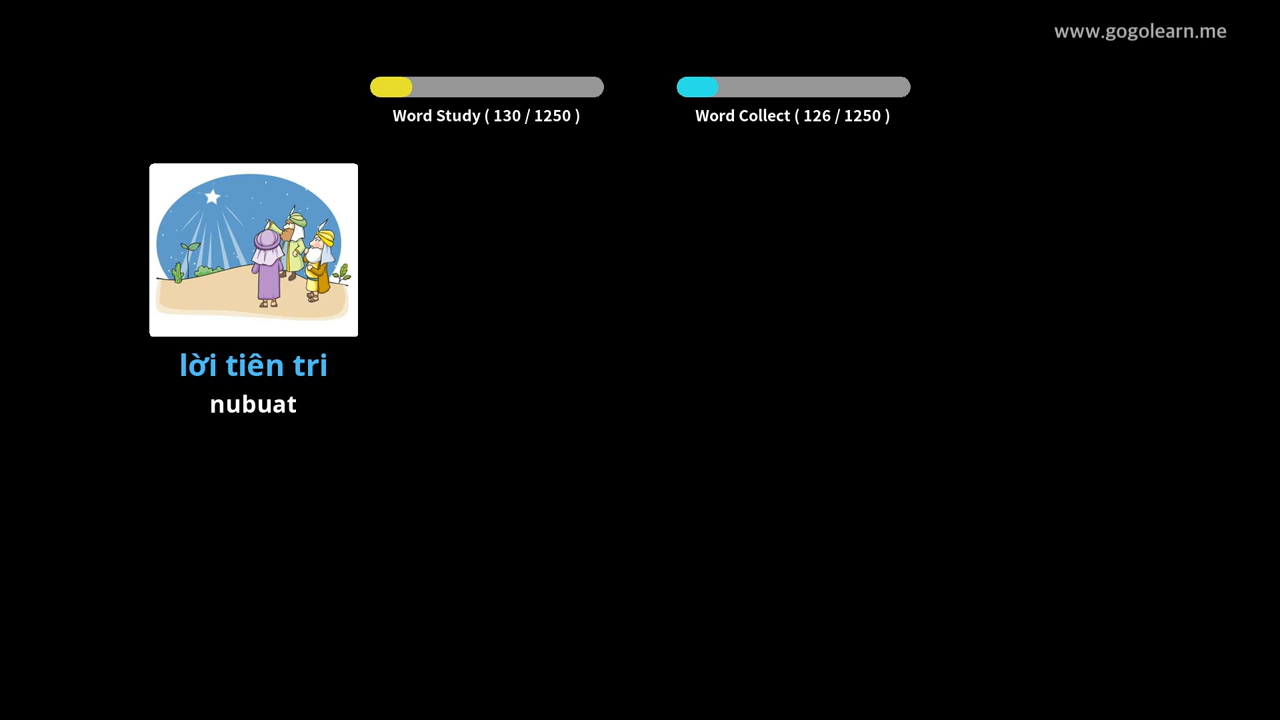 www.gogolearn.me
Word Study ( 130 / 1250 )
Word Collect ( 126 / 1250 )
lời tiên tri
nubuat